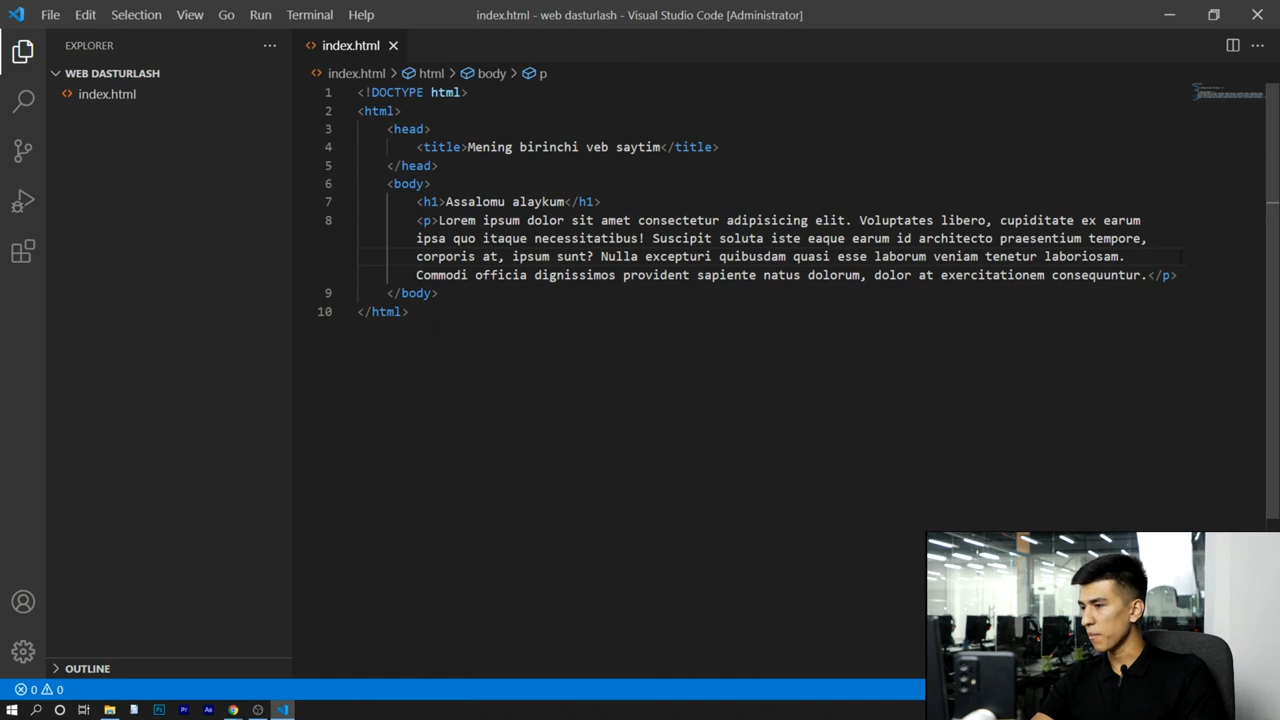 File Edit Selection View Go Run Terminal Help
index.html - web dasturlash - Visual Studio Code [Administrator]
EXPLORER
WEB DASTURLASH
index.html
OUTLINE
index.html
index.html > html > body > p
1 <!DOCTYPE html>
2 <html>
3 <head>
4 <title>Mening birinchi veb saytim</title>
5 </head>
6 <body>
7 <h1>Assalomu alaykum</h1>
8 <p>Lorem ipsum dolor sit amet consectetur adipisicing elit. Voluptates libero, cupiditate ex earum
ipsa quo itaque necessitatibus! Suscipit soluta iste eaque earum id architecto praesentium tempore,
corporis at, ipsum sunt? Nulla excepturi quibusdam quasi esse laborum veniam tenetur laboriosam.
Commodi officia dignissimos provident sapiente natus dolorum, dolor at exercitationem consequuntur.</p>
9 </body>
10 </html>
0 0
Ps Pr Ae